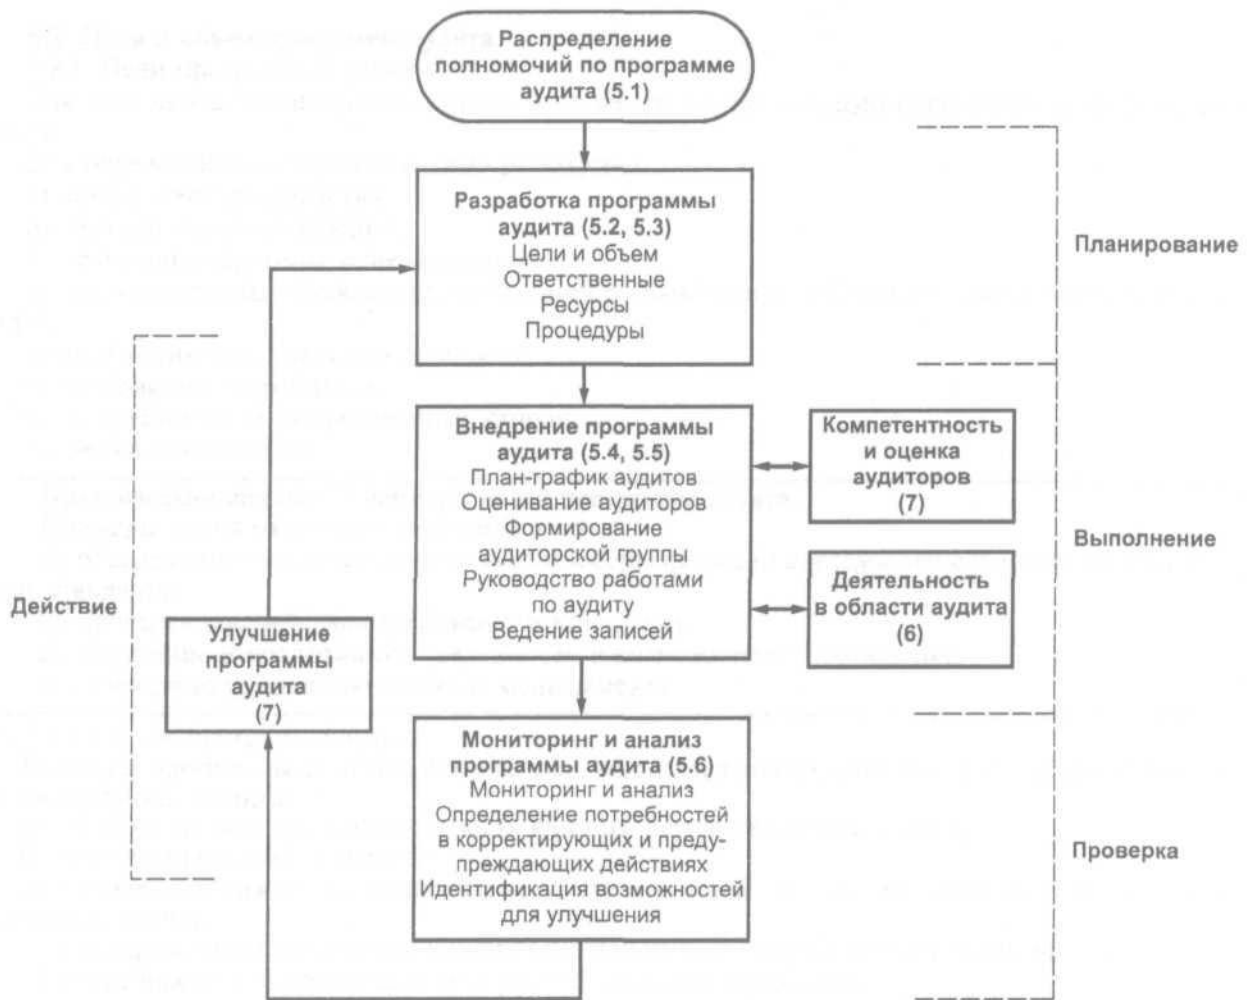 Распределение
полномочий по программе
аудита (5.1)
Разработка программы
аудита (5.2, 5.3)
Цели и объем
Ответственные
Ресурсы
Процедуры
Планирование
Внедрение программы
аудита (5.4, 5.5)
План-график аудитов
Оценивание аудиторов
Формирование
аудиторской группы
Руководство работами
по аудиту
Ведение записей
Компетентность
и оценка
аудиторов
(7)
Деятельность
в области аудита
(6)
Выполнение
Действие
Улучшение
программы
аудита
(7)
Мониторинг и анализ
программы аудита (5.6)
Мониторинг и анализ
Определение потребностей
в корректирующих и преду-
преждающих действиях
Идентификация возможностей
для улучшения
Проверка